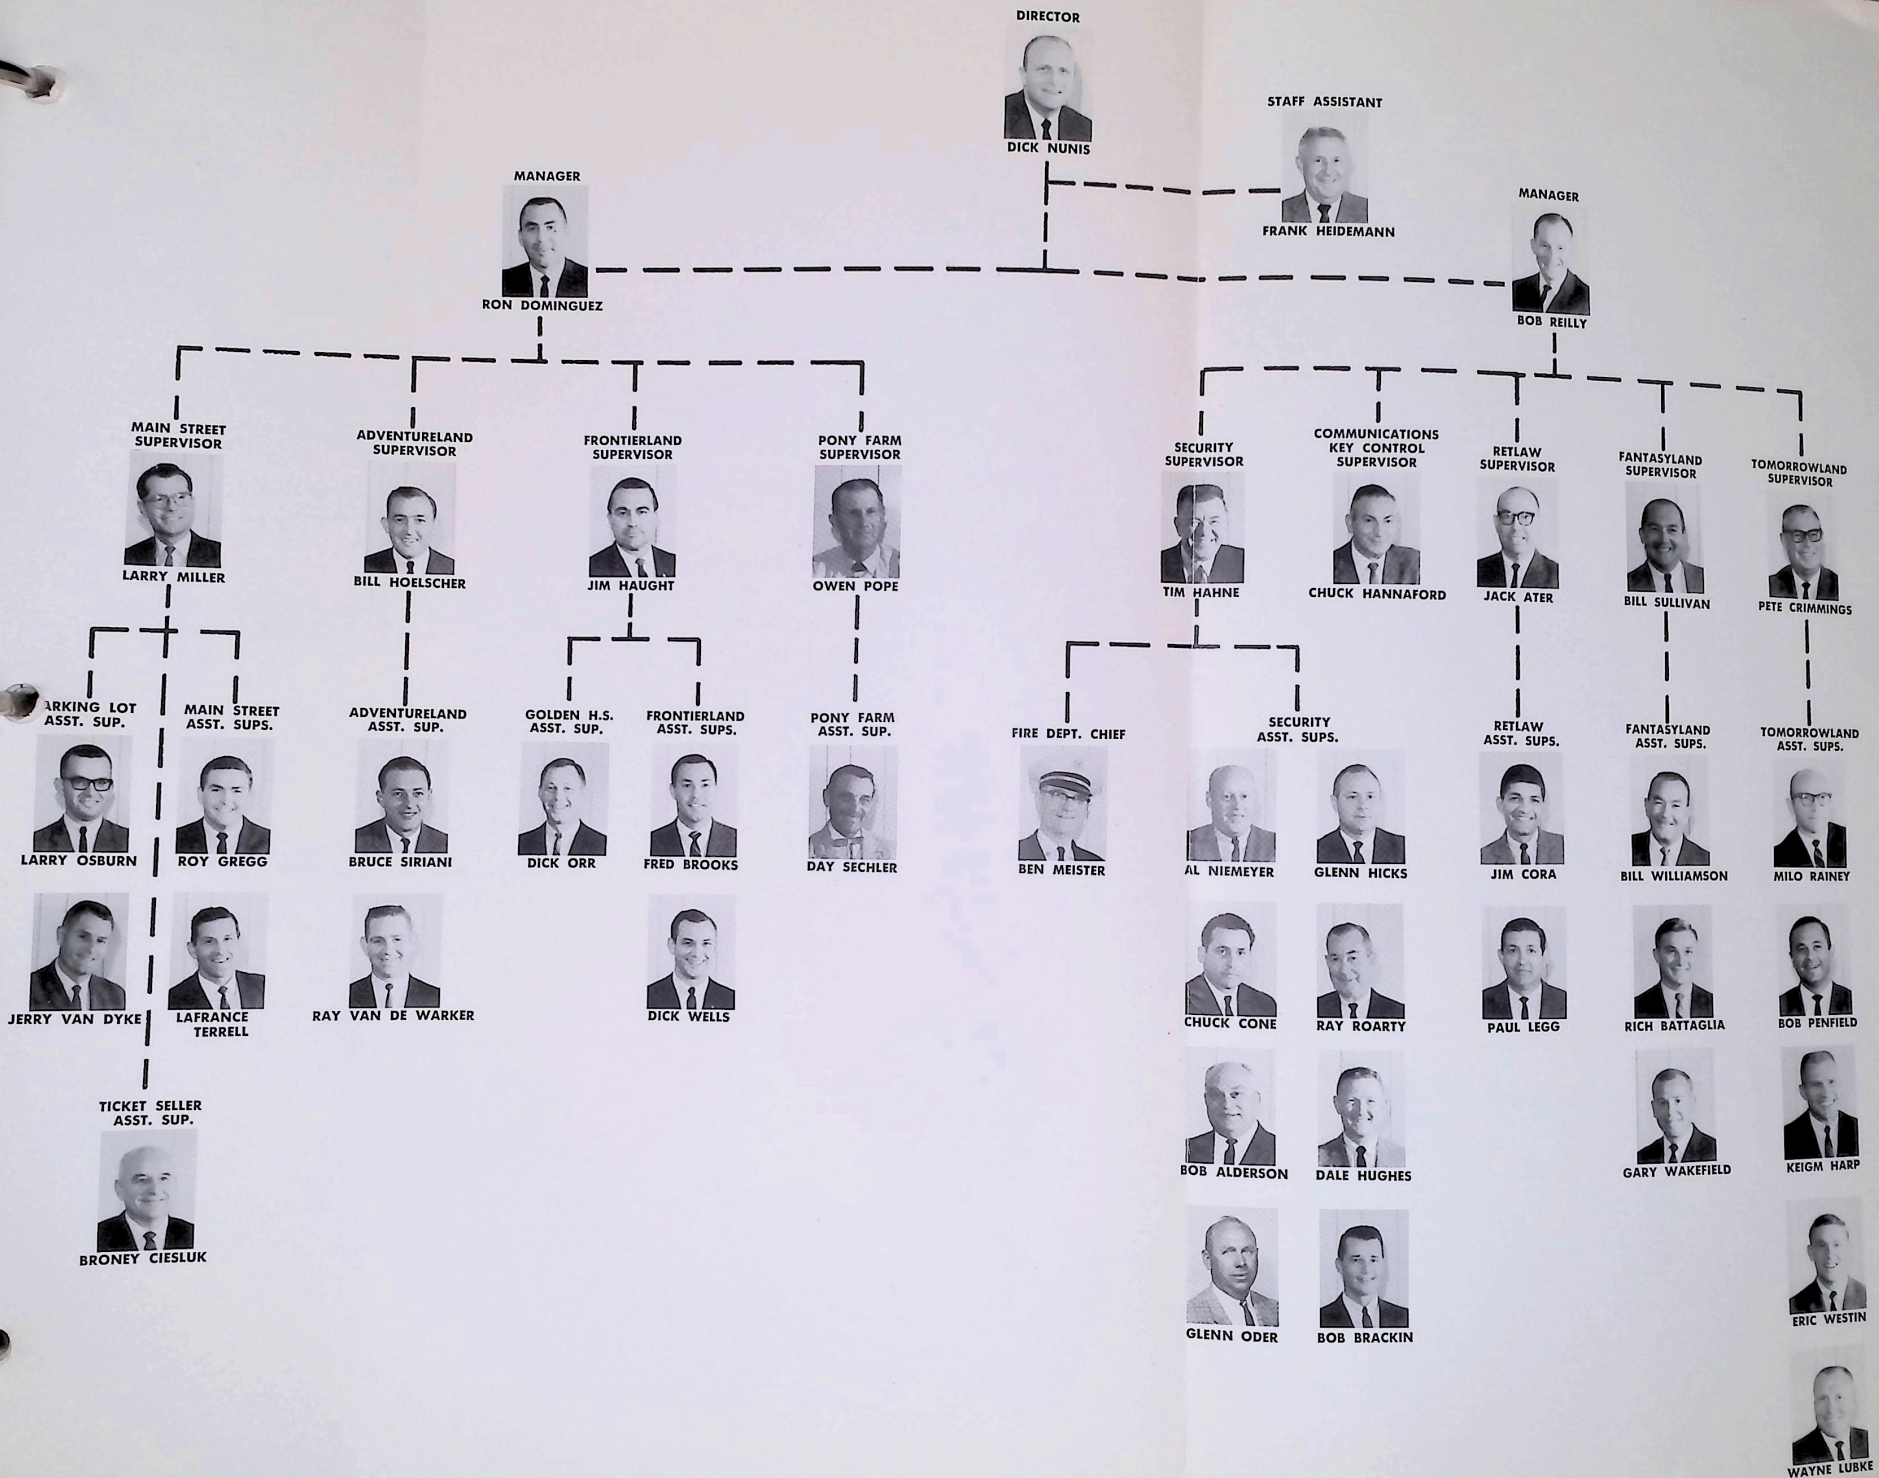 DIRECTOR
DICK NUNIS
STAFF ASSISTANT
FRANK HEIDEMANN
MANAGER
RON DOMINGUEZ
MANAGER
BOB REILLY
MAIN STREET
SUPERVISOR
LARRY MILLER
ADVENTURELAND
SUPERVISOR
BILL HOELSCHER
FRONTIERLAND
SUPERVISOR
JIM HAUGHT
PONY FARM
SUPERVISOR
OWEN POPE
SECURITY
SUPERVISOR
TIM HAHNE
COMMUNICATIONS
KEY CONTROL
SUPERVISOR
CHUCK HANNAFORD
RETLAW
SUPERVISOR
JACK ATER
FANTASYLAND
SUPERVISOR
BILL SULLIVAN
TOMORROWLAND
SUPERVISOR
PETE CRIMMINGS
ARKING LOT
ASST. SUP.
LARRY OSBURN
JERRY VAN DYKE
MAIN STREET
ASST. SUPS.
ROY GREGG
LAFRANCE
TERRELL
TICKET SELLER
ASST. SUP.
BRONEY CIESLUK
ADVENTURELAND
ASST. SUP.
BRUCE SIRIANI
RAY VAN DE WARKER
GOLDEN H.S.
ASST. SUP.
DICK ORR
FRONTIERLAND
ASST. SUPS.
FRED BROOKS
DICK WELLS
PONY FARM
ASST. SUP.
DAY SECHLER
FIRE DEPT. CHIEF
BEN MEISTER
SECURITY
ASST. SUPS.
AL NIEMEYER
GLENN HICKS
CHUCK CONE
RAY ROARTY
BOB ALDERSON
DALE HUGHES
GLENN ODER
BOB BRACKIN
RETLAW
ASST. SUPS.
JIM CORA
PAUL LEGG
FANTASYLAND
ASST. SUPS.
BILL WILLIAMSON
RICH BATTAGLIA
GARY WAKEFIELD
TOMORROWLAND
ASST. SUPS.
MILO RAINEY
BOB PENFIELD
KEIGM HARP
ERIC WESTIN
WAYNE LUBKE